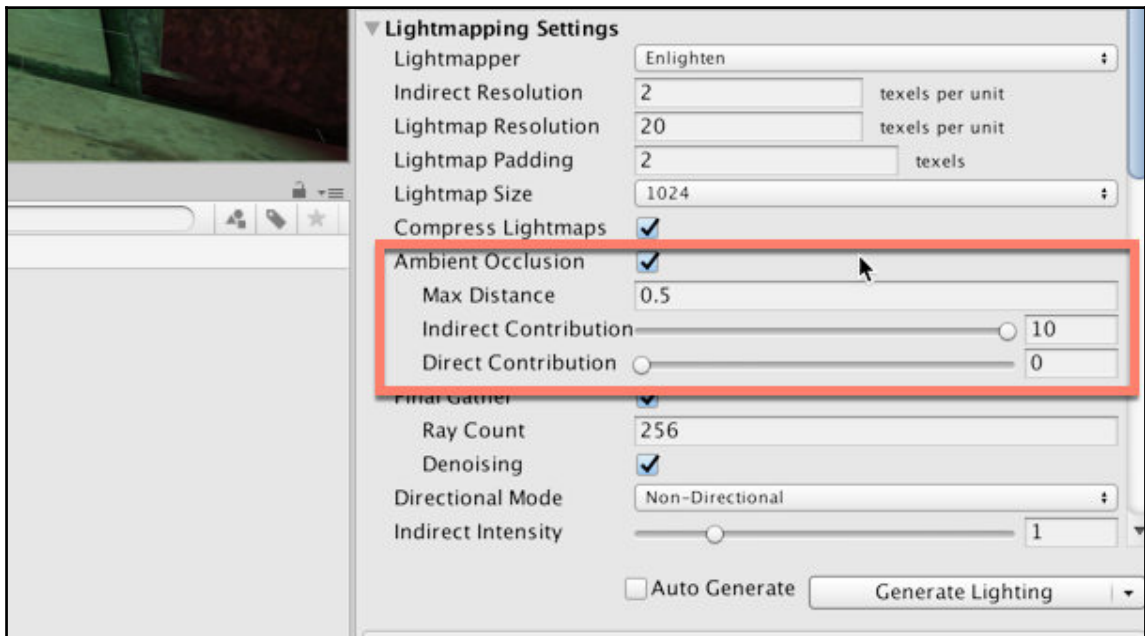 Lightmapping Settings
Lightmapper Enlighten
Indirect Resolution 2 texels per unit
Lightmap Resolution 20 texels per unit
Lightmap Padding 2 texels
Lightmap Size 1024
Compress Lightmaps
Ambient Occlusion
Max Distance 0.5
Indirect Contribution 10
Direct Contribution 0
Final Gather
Ray Count 256
Denoising
Directional Mode Non-Directional
Indirect Intensity 1
Auto Generate Generate Lighting